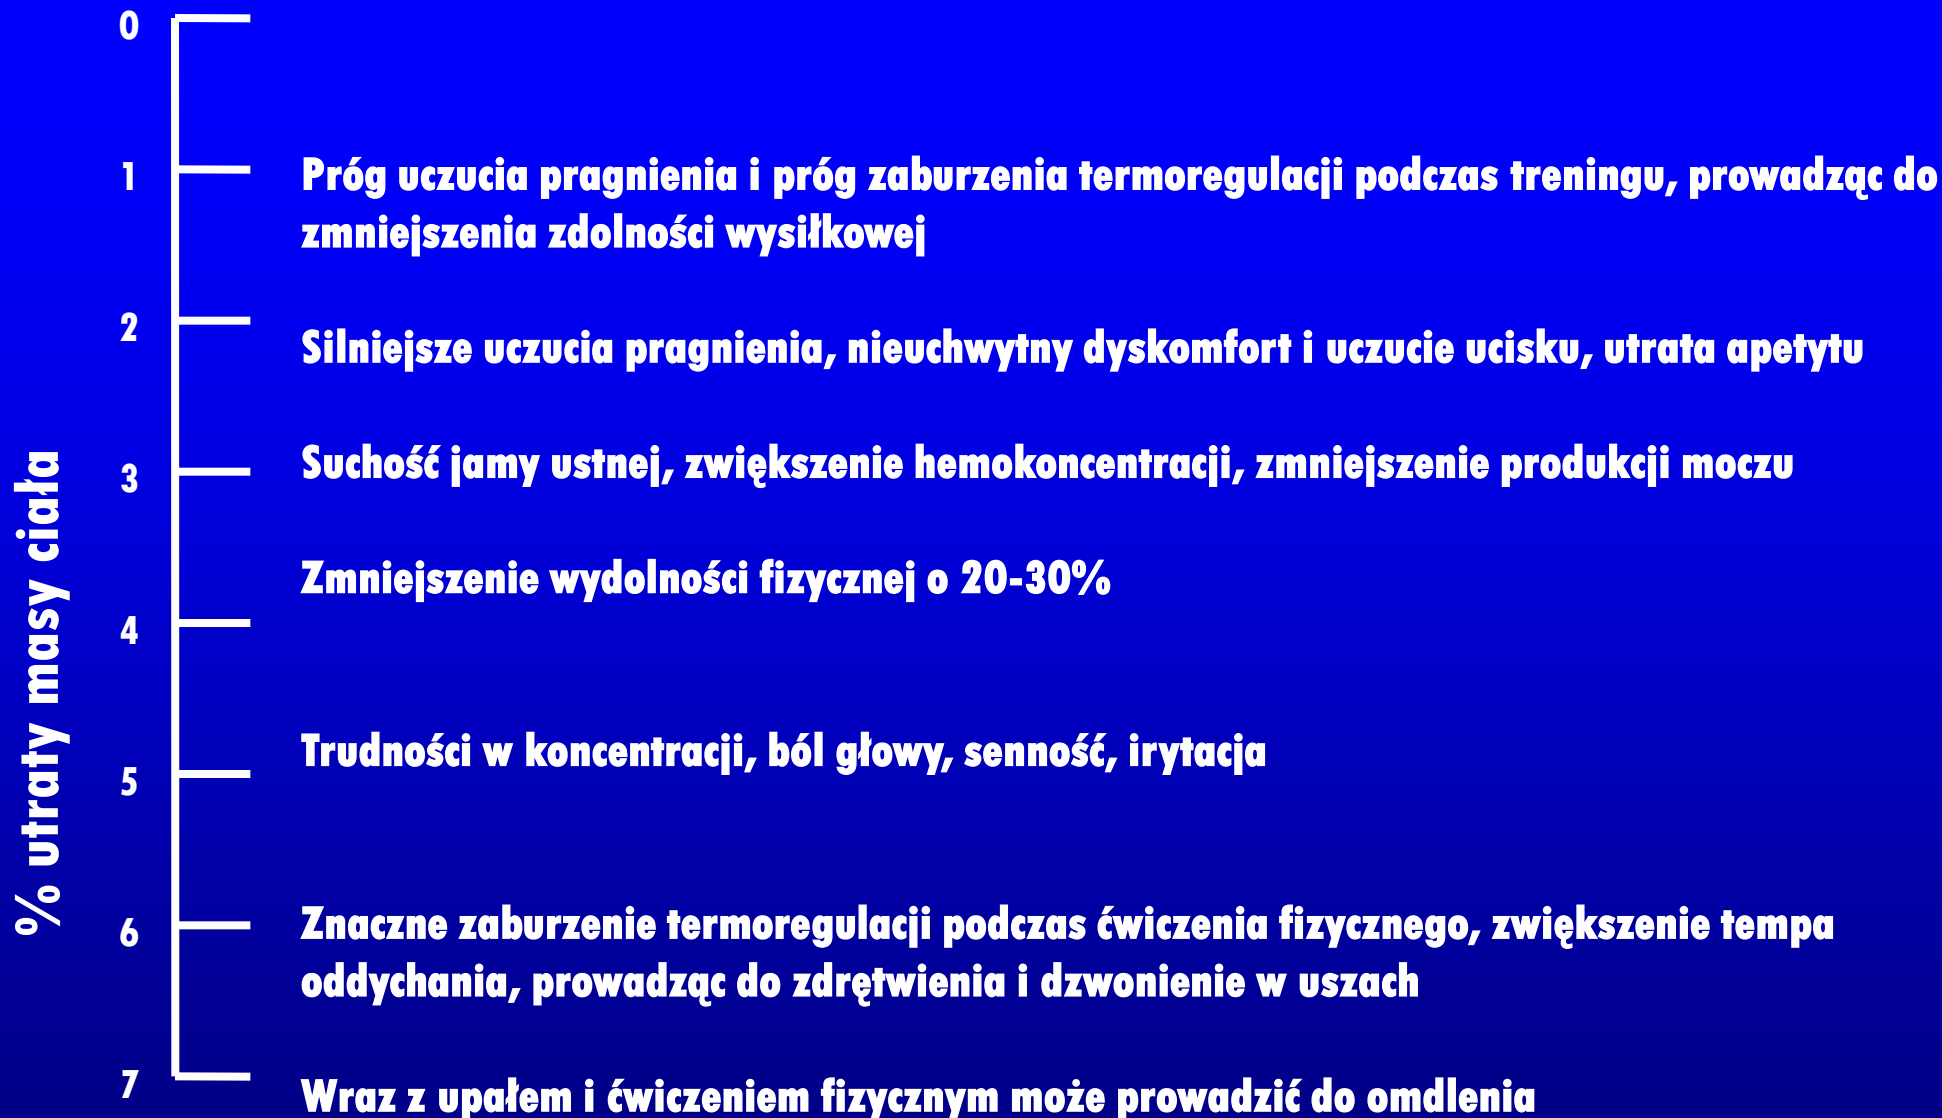 0
1
Próg uczucia pragnienia i próg zaburzenia termoregulacji podczas treningu, prowadząc do
zmniejszenia zdolności wysiłkowej
2
Silniejsze uczucia pragnienia, nieuchwytny dyskomfort i uczucie ucisku, utrata apetytu
3
Suchość jamy ustnej, zwiększenie hemokoncentracji, zmniejszenie produkcji moczu
Zmniejszenie wydolności fizycznej o 20-30%
4
Trudności w koncentracji, ból głowy, senność, irytacja
5
6
Znaczne zaburzenie termoregulacji podczas ćwiczenia fizycznego, zwiększenie tempa
oddychania, prowadząc do zdrętwienia i dzwonienie w uszach
7
Wraz z upałem i ćwiczeniem fizycznym może prowadzić do omdlenia
% utraty masy ciała